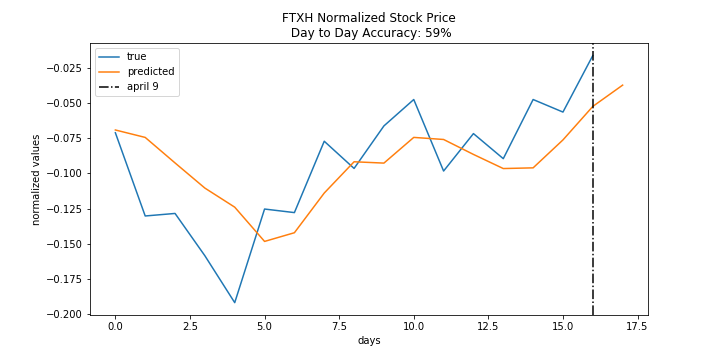 FTXH Normalized Stock Price
Day to Day Accuracy: 59%
true
predicted
april 9
normalized values
−0.025
−0.050
−0.075
−0.100
−0.125
−0.150
−0.175
−0.200
0.0 2.5 5.0 7.5 10.0 12.5 15.0 17.5
days